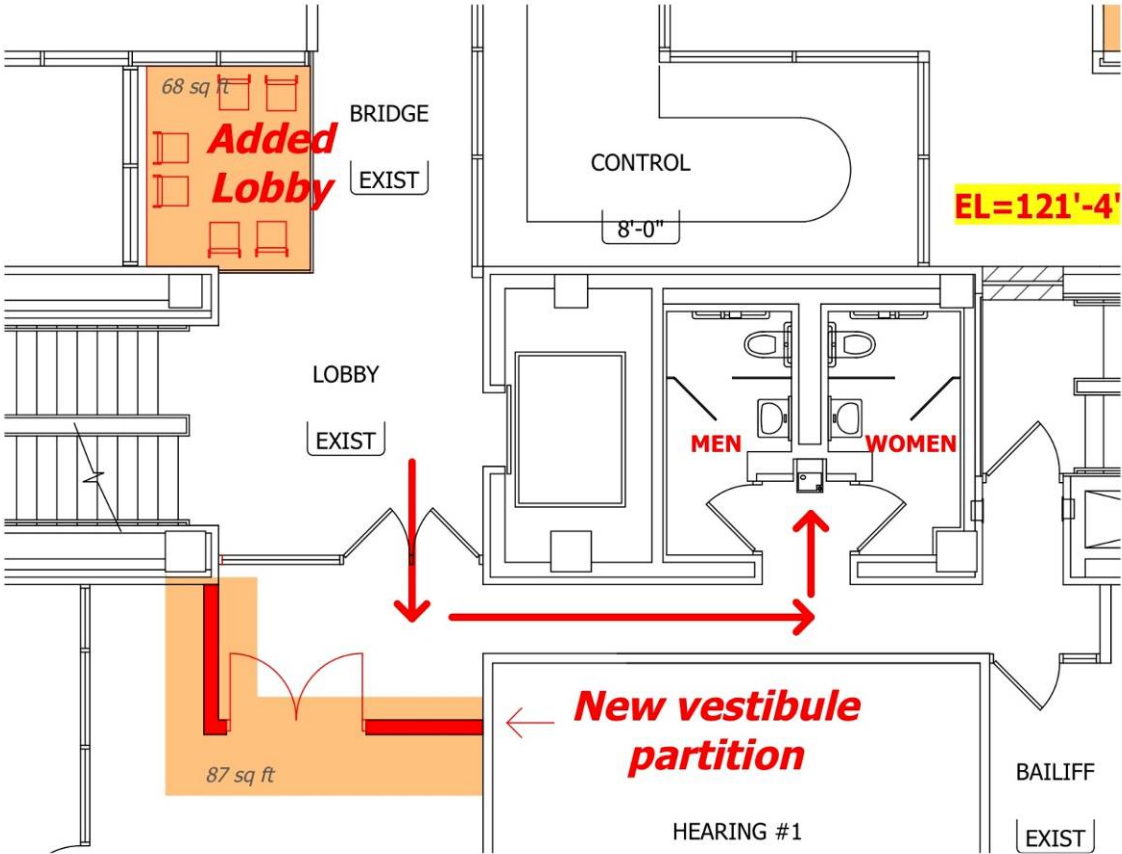 68 sq ft
Added
Lobby
BRIDGE
EXIST
CONTROL
8'-0"
EL=121'-4'
LOBBY
EXIST
MEN
WOMEN
New vestibule
partition
87 sq ft
HEARING #1
BAILIFF
EXIST